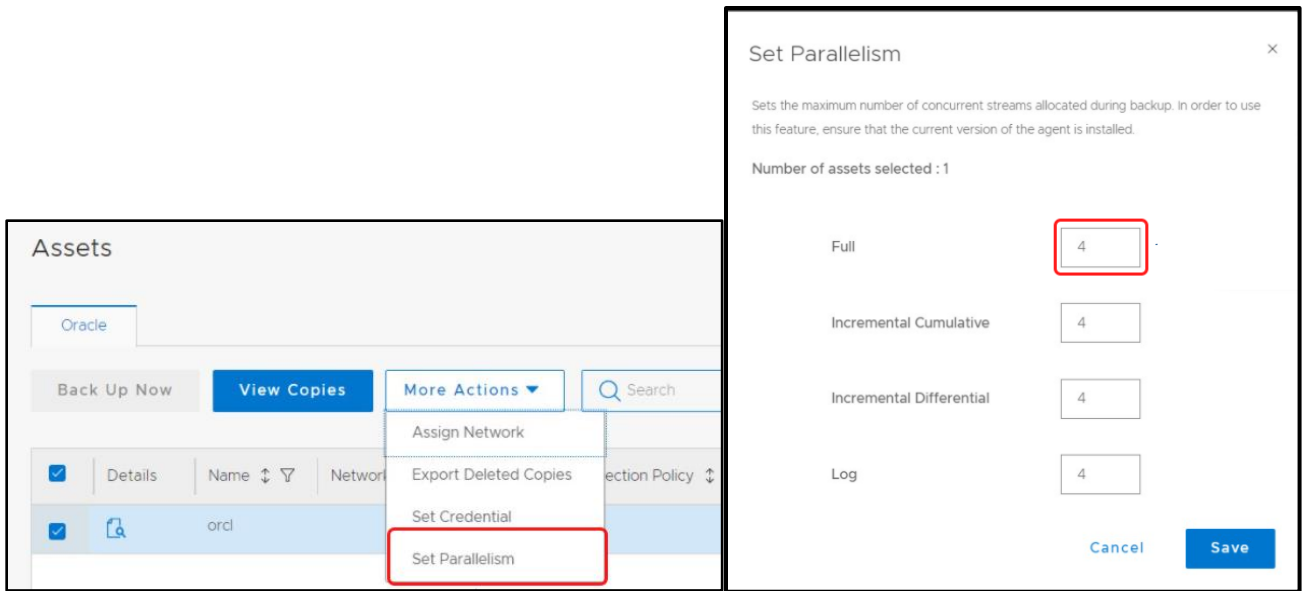 Assets
Oracle
Back Up Now
View Copies
More Actions
Search
Assign Network
Export Deleted Copies
Set Credential
Set Parallelism
Details
Name
Network
ection Policy
orcl
Set Parallelism
Sets the maximum number of concurrent streams allocated during backup. In order to use
this feature, ensure that the current version of the agent is installed.
Number of assets selected : 1
Full 4
Incremental Cumulative 4
Incremental Differential 4
Log 4
Cancel Save